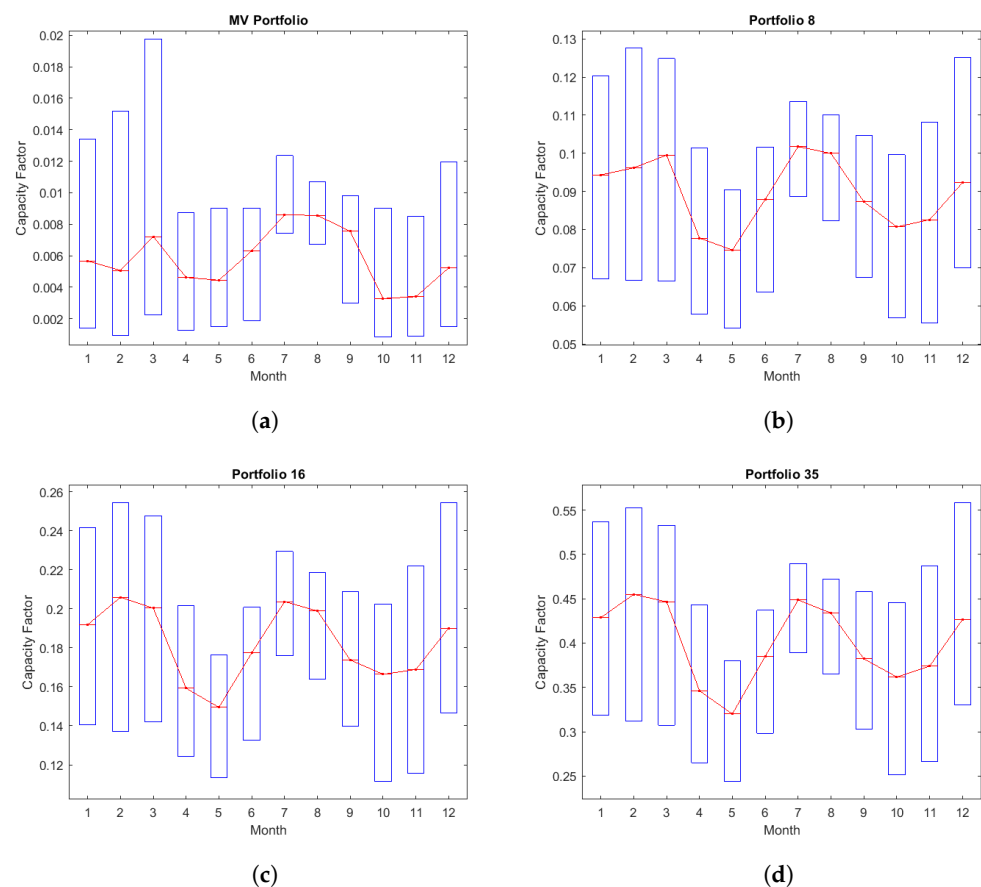 MV Portfolio
0.02
0.018
0.016
0.014
0.012
0.01
0.008
0.006
0.004
0.002
Capacity Factor
1 2 3 4 5 6 7 8 9 10 11 12
Month
(a)
Portfolio 8
0.13
0.12
0.11
0.1
0.09
0.08
0.07
0.06
0.05
Capacity Factor
1 2 3 4 5 6 7 8 9 10 11 12
Month
(b)
Portfolio 16
0.26
0.24
0.22
0.2
0.18
0.16
0.14
0.12
Capacity Factor
1 2 3 4 5 6 7 8 9 10 11 12
Month
(c)
Portfolio 35
0.55
0.5
0.45
0.4
0.35
0.3
0.25
Capacity Factor
1 2 3 4 5 6 7 8 9 10 11 12
Month
(d)